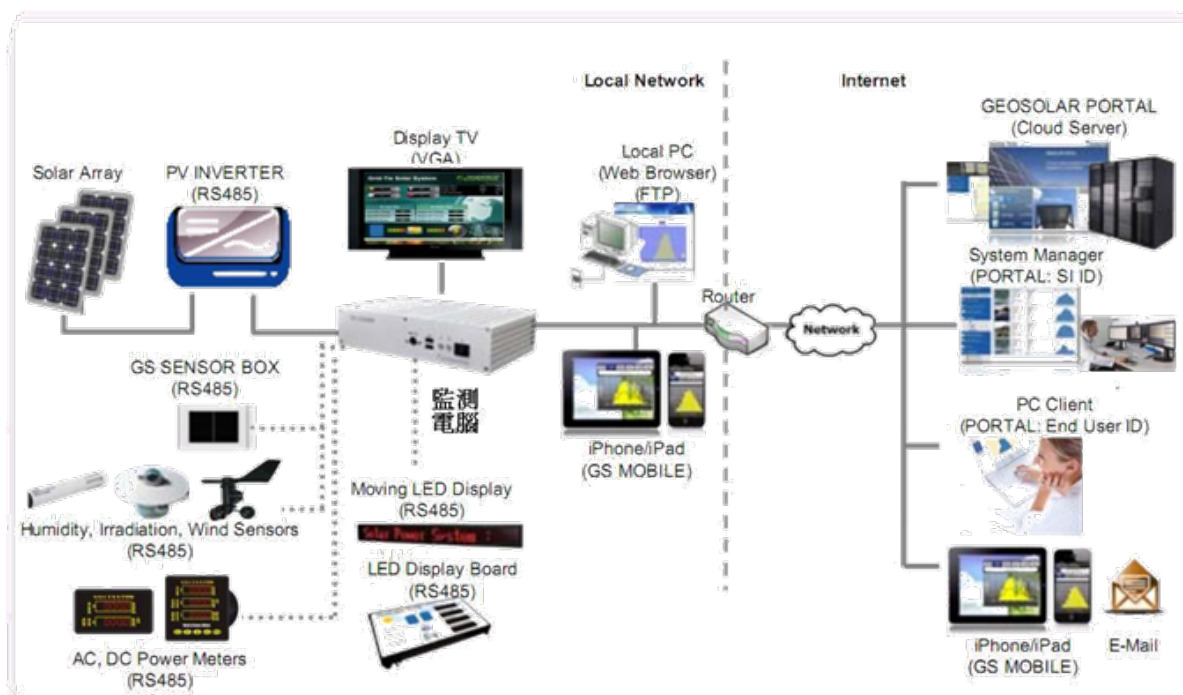 Local Network
Internet
GEOSOLAR PORTAL
(Cloud Server)
Display TV
(VGA)
Local PC
(Web Browser)
(FTP)
Solar Array
PV INVERTER
(RS485)
System Manager
(PORTAL: SI ID)
Router
Network
GS SENSOR BOX
(RS485)
監測
電腦
iPhone/iPad
(GS MOBILE)
PC Client
(PORTAL: End User ID)
Moving LED Display
(RS485)
Solar Power System :
Humidity, Irradiation, Wind Sensors
(RS485)
LED Display Board
(RS485)
AC, DC Power Meters
(RS485)
iPhone/iPad
(GS MOBILE)
E-Mail